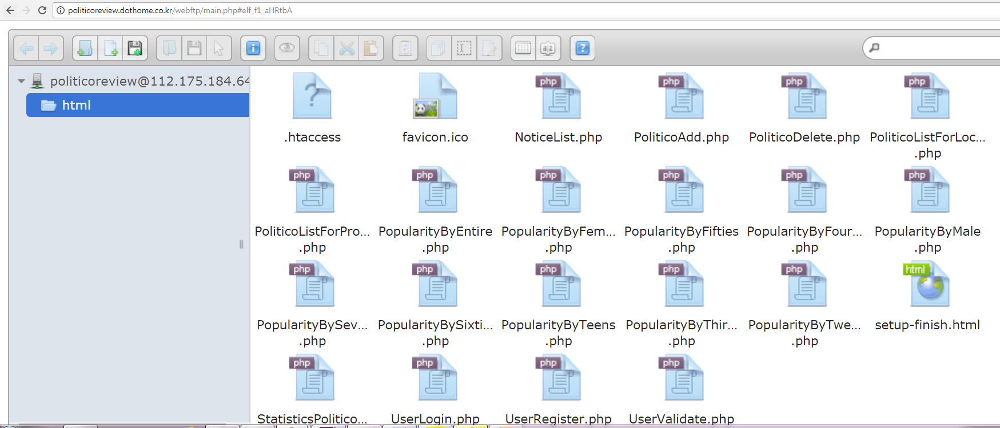 politicoreview.dothome.co.kr/webftp/main.php#elf_f1_aHRtbA
politicoreview@112.175.184.64
html
?
.htaccess
favicon.ico
php
NoticeList.php
php
PoliticoAdd.php
php
PoliticoDelete.php
php
PoliticoListForLoc...
.php
php
PoliticoListForPro...
.php
php
PopularityByEntire
.php
php
PopularityByFem...
.php
php
PopularityByFifties
.php
php
PopularityByFour...
.php
php
PopularityByMale
.php
php
PopularityBySev...
.php
php
PopularityBySixti...
.php
php
PopularityByTeens
.php
php
PopularityByThir...
.php
php
PopularityByTwe...
.php
html
setup-finish.html
php
StatisticsPolitico...
php
UserLogin.php
php
UserRegister.php
php
UserValidate.php